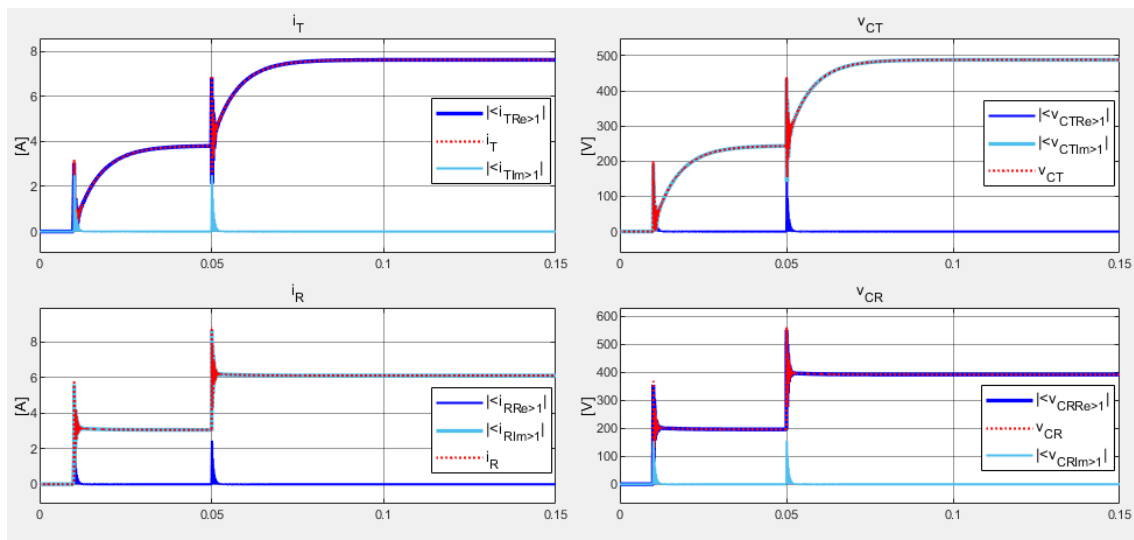 i_T
8
6
4
2
0
[A]
|<i_TRe>1|
i_T
|<i_TIm>1|
0
0.05
0.1
0.15
v_CT
500
400
300
200
100
0
[V]
|<v_CTRe>1|
|<v_CTIm>1|
v_CT
0
0.05
0.1
0.15
i_R
8
6
4
2
0
[A]
|<i_RRe>1|
|<i_RIm>1|
i_R
0
0.05
0.1
0.15
v_CR
600
500
400
300
200
100
0
[V]
|<v_CRRe>1|
v_CR
|<v_CRIm>1|
0
0.05
0.1
0.15